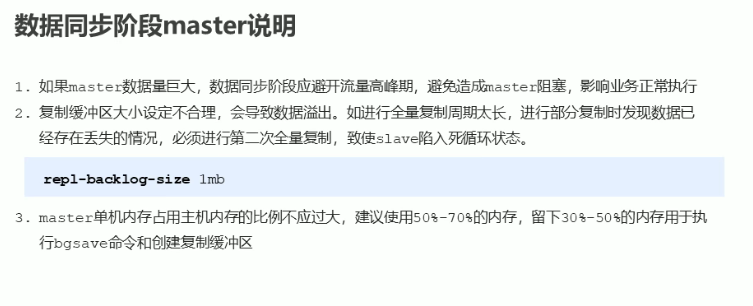 数据同步阶段master说明
1. 如果master数据量巨大，数据同步阶段应避开流量高峰期，避免造成master阻塞，影响业务正常执行
2. 复制缓冲区大小设定不合理，会导致数据溢出。如进行全量复制周期太长，进行部分复制时发现数据已
经存在丢失的情况，必须进行第二次全量复制，致使slave陷入死循环状态。
repl-backlog-size 1mb
3. master单机内存占用主机内存的比例不应过大，建议使用50%-70%的内存，留下30%-50%的内存用于执
行bgsave命令和创建复制缓冲区